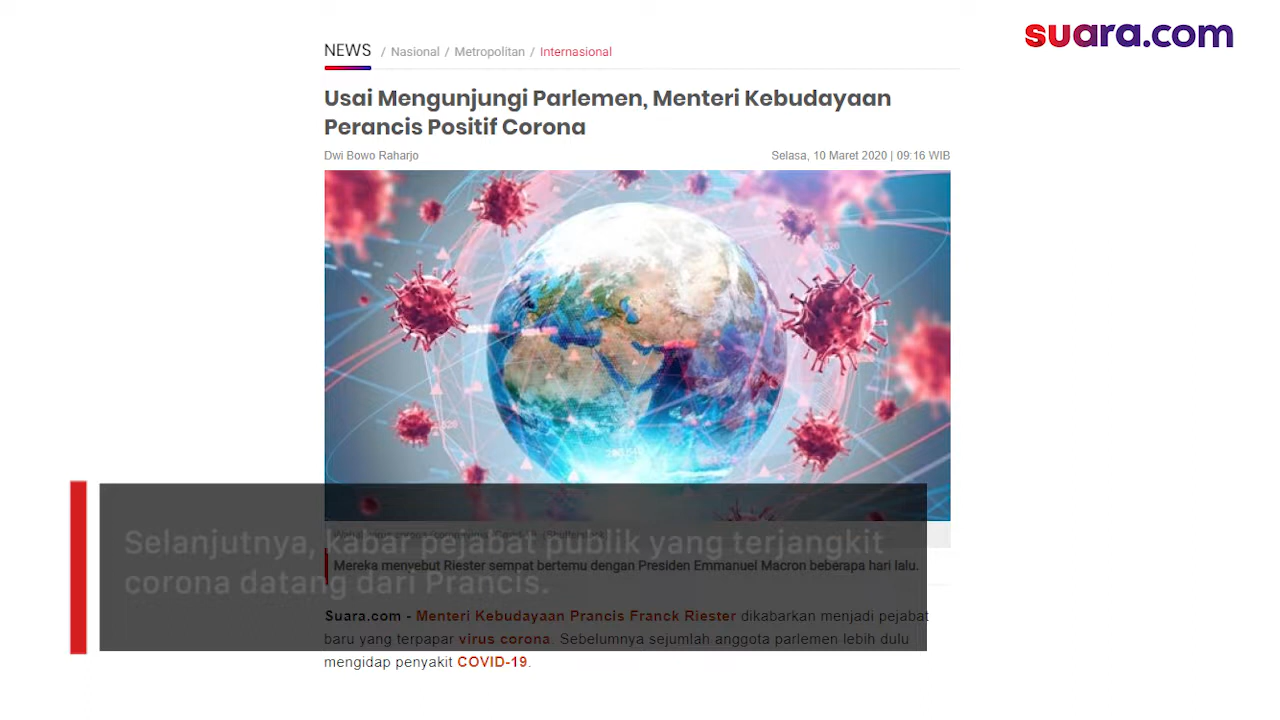 suara.com
NEWS / Nasional / Metropolitan / Internasional
Usai Mengunjungi Parlemen, Menteri Kebudayaan
Perancis Positif Corona
Dwi Bowo Raharjo
Selasa, 10 Maret 2020 | 09:16 WIB
Selanjutnya, kabar pejabat publik yang terjangkit
corona datang dari Prancis.
Mereka menyebut Riester sempat bertemu dengan Presiden Emmanuel Macron beberapa hari lalu.
Suara.com - Menteri Kebudayaan Prancis Franck Riester dikabarkan menjadi pejabat
baru yang terpapar virus corona. Sebelumnya sejumlah anggota parlemen lebih dulu
mengidap penyakit COVID-19.